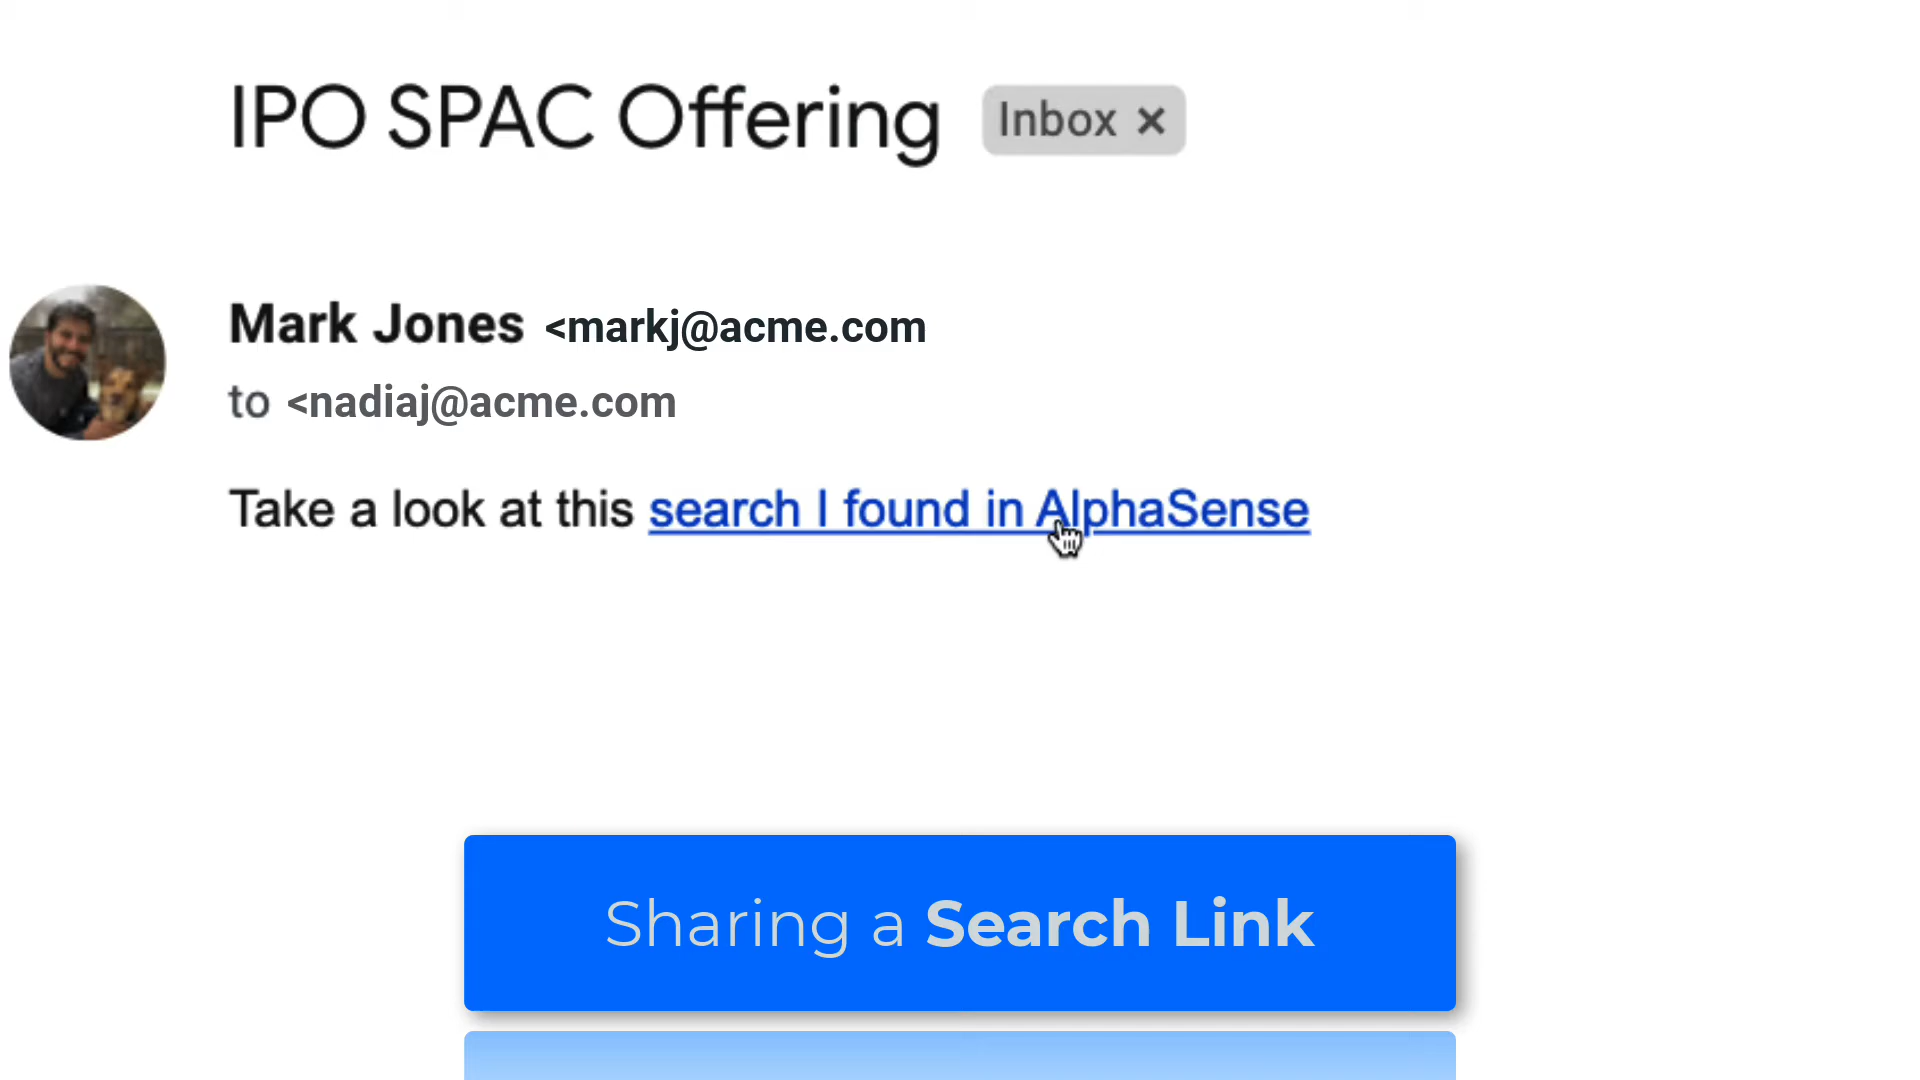 IPO SPAC Offering Inbox ×
Mark Jones <markj@acme.com
to <nadiaj@acme.com
Take a look at this search I found in AlphaSense
Sharing a Search Link